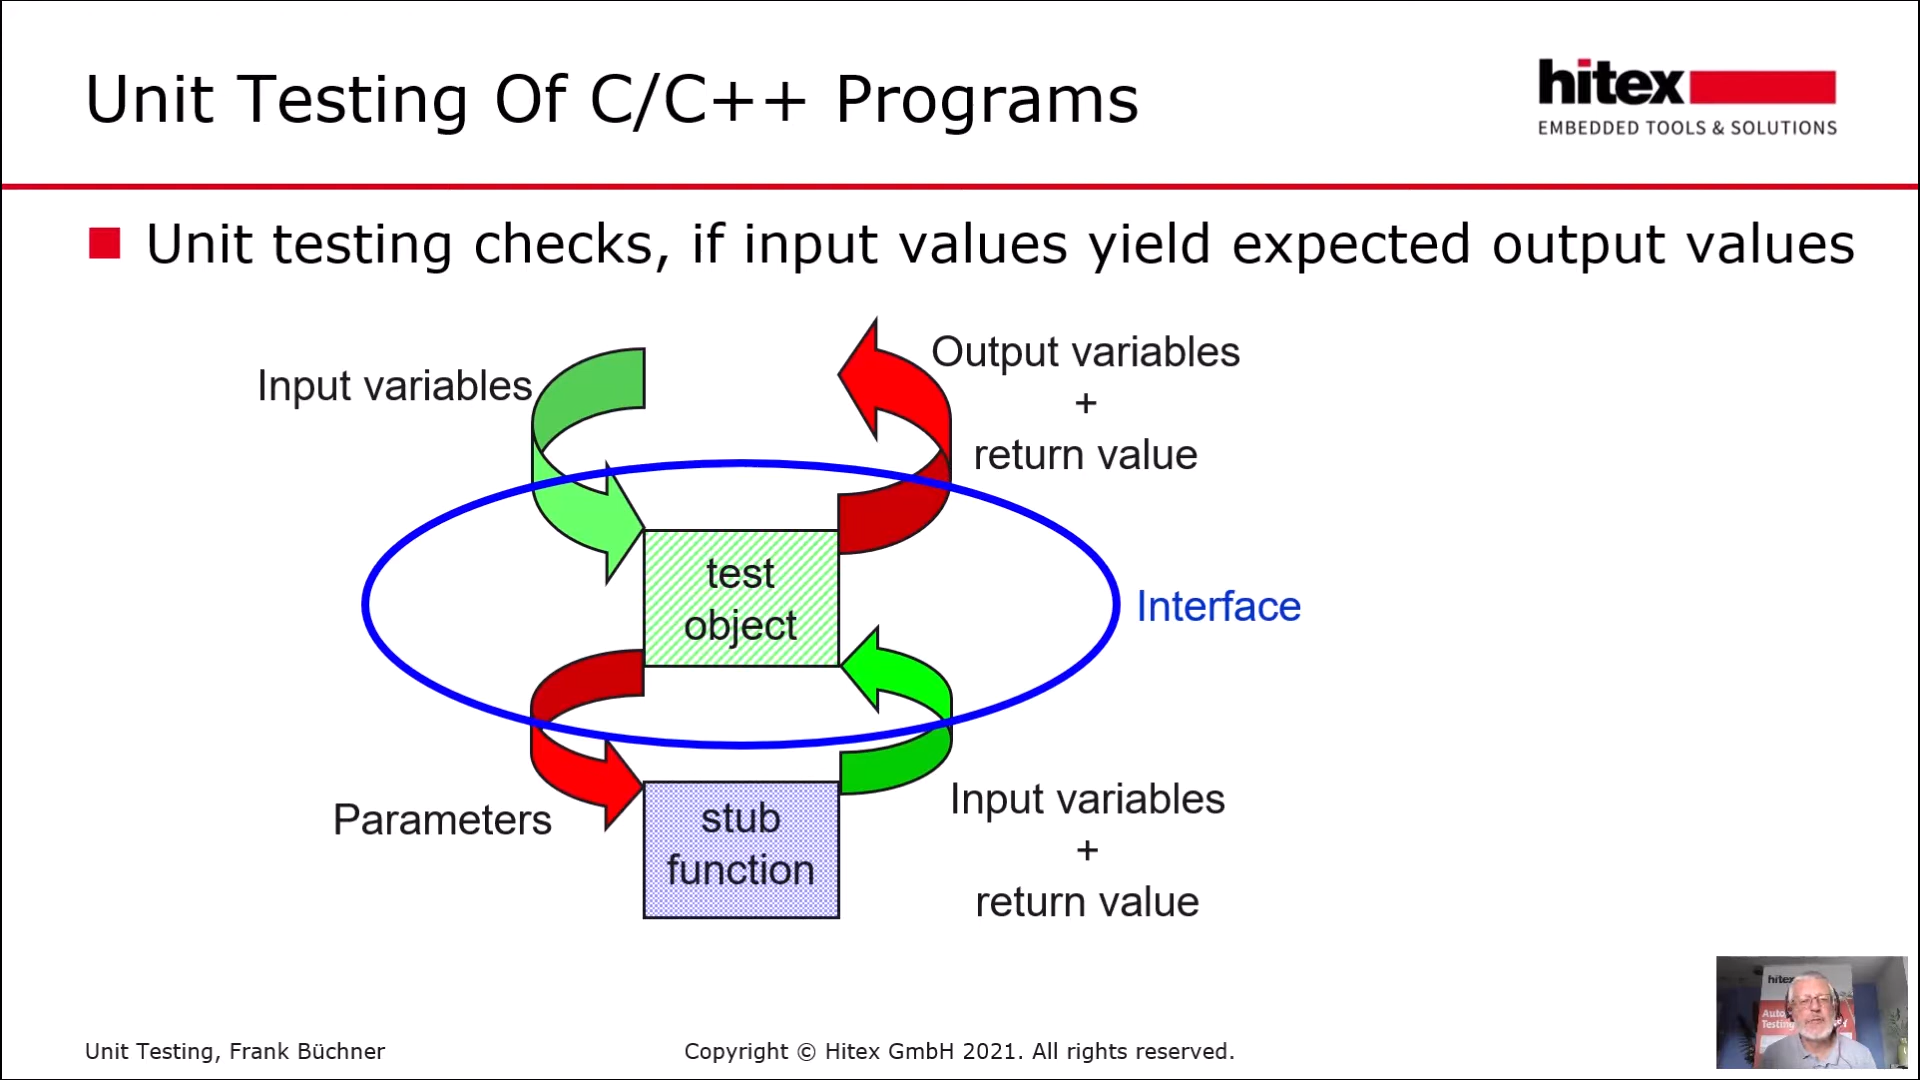 Unit Testing Of C/C++ Programs
hitex
EMBEDDED TOOLS & SOLUTIONS
Unit testing checks, if input values yield expected output values
Input variables
Output variables
+
return value
test
object
Interface
Parameters
stub
function
Input variables
+
return value
hitex
Testing
Unit Testing, Frank Büchner
Copyright © Hitex GmbH 2021. All rights reserved.